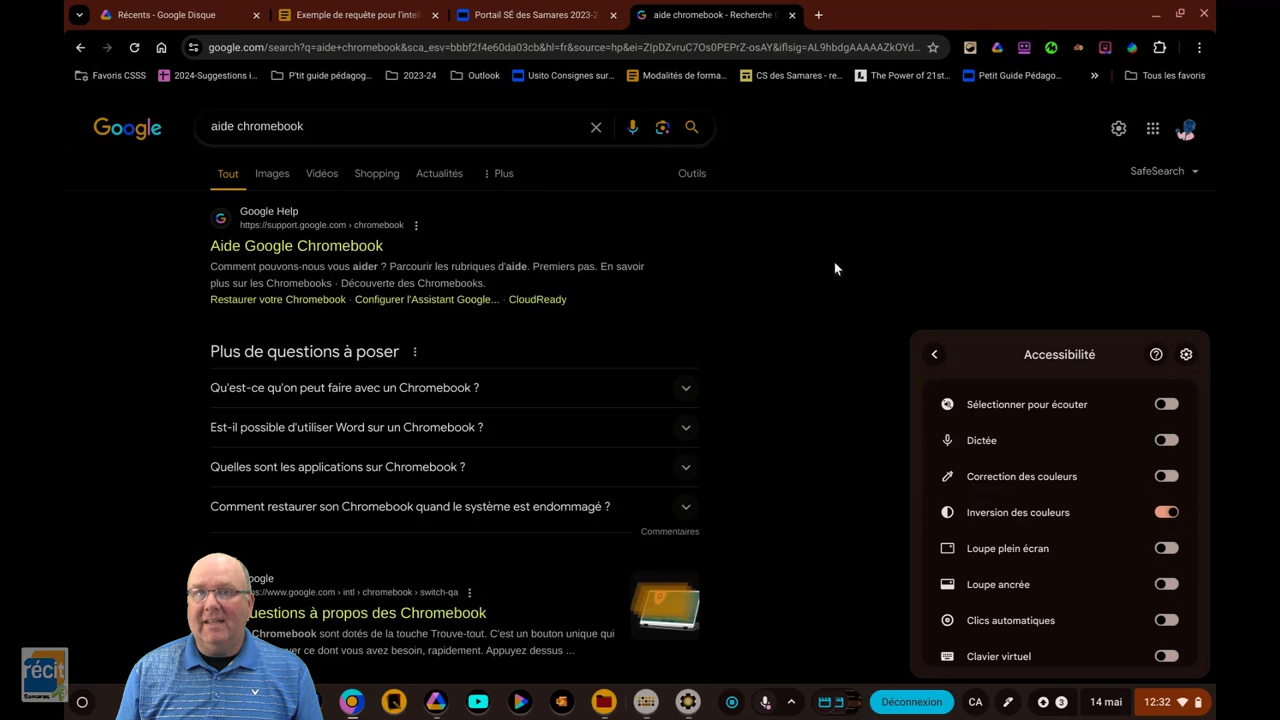 Récents - Google Disque
Exemple de requête pour l'intel
Portail SÉ des Samares 2023-2
aide chromebook - Recherche
google.com/search?q=aide+chromebook&sca_esv=bbbf2f4e60da03cb&hl=fr&source=hp&ei=ZIpDZvruC7Os0PEPrZ-osAY&iflsig=AL9hbdgAAAAAZkOYd...
Favoris CSSS
2024-Suggestions i...
P'tit guide pédagog...
2023-24
Outlook
Usito Consignes sur...
Modalités de forma...
CS des Samares - re...
The Power of 21st...
Petit Guide Pédago...
Tous les favoris
Google
aide chromebook
Tout
Images
Vidéos
Shopping
Actualités
Plus
Outils
SafeSearch
Google Help
https://support.google.com › chromebook
Aide Google Chromebook
Comment pouvons-nous vous aider ? Parcourir les rubriques d'aide. Premiers pas. En savoir
plus sur les Chromebooks · Découverte des Chromebooks.
Restaurer votre Chromebook · Configurer l'Assistant Google... · CloudReady
Plus de questions à poser
Qu'est-ce qu'on peut faire avec un Chromebook ?
Est-il possible d'utiliser Word sur un Chromebook ?
Quelles sont les applications sur Chromebook ?
Comment restaurer son Chromebook quand le système est endommagé ?
Commentaires
oogle
s://www.google.com › intl › chromebook › switch-qa
uestions à propos des Chromebook
Chromebook sont dotés de la touche Trouve-tout. C'est un bouton unique qui
ver ce dont vous avez besoin, rapidement. Appuyez dessus ...
Accessibilité
Sélectionner pour écouter
Dictée
Correction des couleurs
Inversion des couleurs
Loupe plein écran
Loupe ancrée
Clics automatiques
Clavier virtuel
récit
Samares
Déconnexion
CA
3
14 mai
12:32